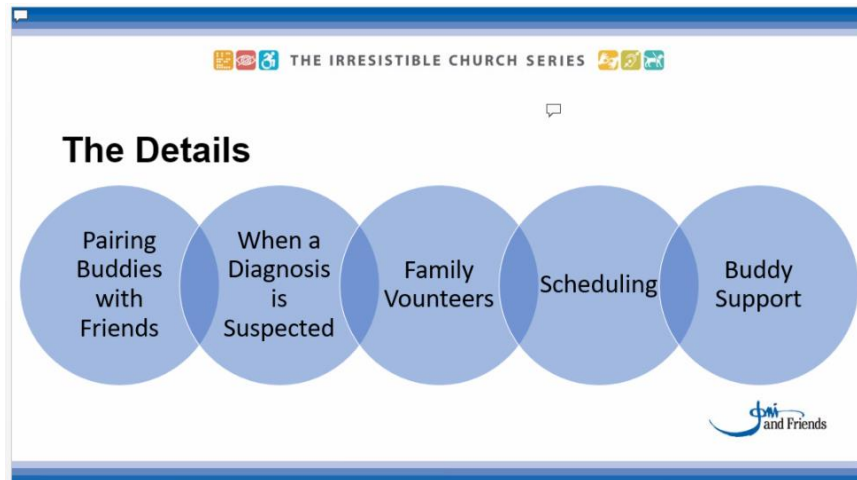 THE IRRESISTIBLE CHURCH SERIES
The Details
Pairing
Buddies
with
Friends
When a
Diagnosis
is
Suspected
Family
Vounteers
Scheduling
Buddy
Support
Joni
and Friends